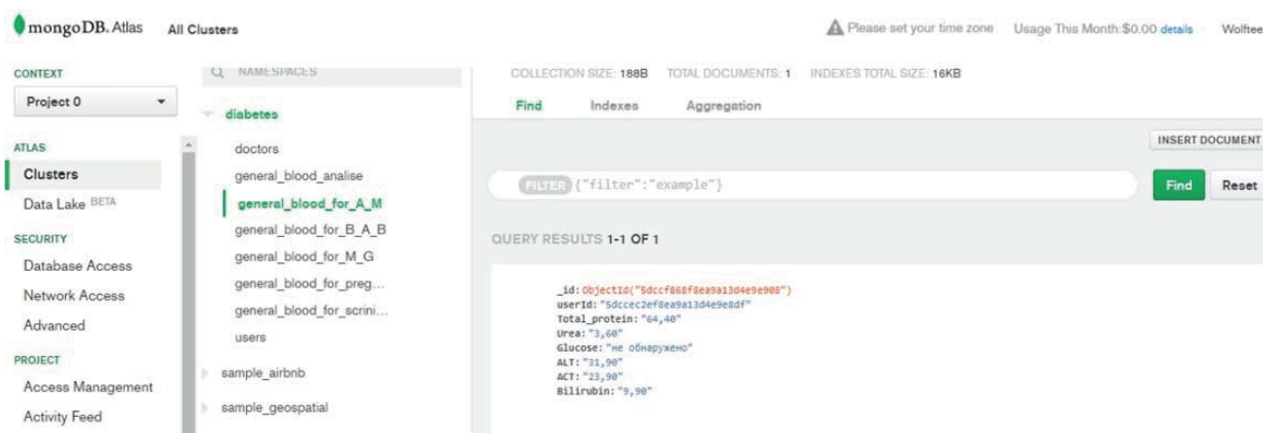 mongoDB. Atlas All Clusters
Please set your time zone Usage This Month:$0.00 details Wolftee
CONTEXT
Project 0
ATLAS
Clusters
Data Lake BETA
SECURITY
Database Access
Network Access
Advanced
PROJECT
Access Management
Activity Feed
NAMESPACES
diabetes
doctors
general_blood_analise
general_blood_for_A_M
general_blood_for_B_A_B
general_blood_for_M_G
general_blood_for_preg...
general_blood_for_scrini...
users
sample_airbnb
sample_geospatial
COLLECTION SIZE: 188B TOTAL DOCUMENTS: 1 INDEXES TOTAL SIZE: 16KB
Find Indexes Aggregation
INSERT DOCUMENT
FILTER {"filter":"example"}
Find Reset
QUERY RESULTS 1-1 OF 1
_id: ObjectId("5dccf868f8ea9a13d4e9e908")
userId: "5dccec2ef8ea9a13d4e9e8df"
Total_protein: "64,40"
Urea: "3,60"
Glucose: "не обнаружено"
ALT: "31,90"
ACT: "23,90"
Bilirubin: "9,90"